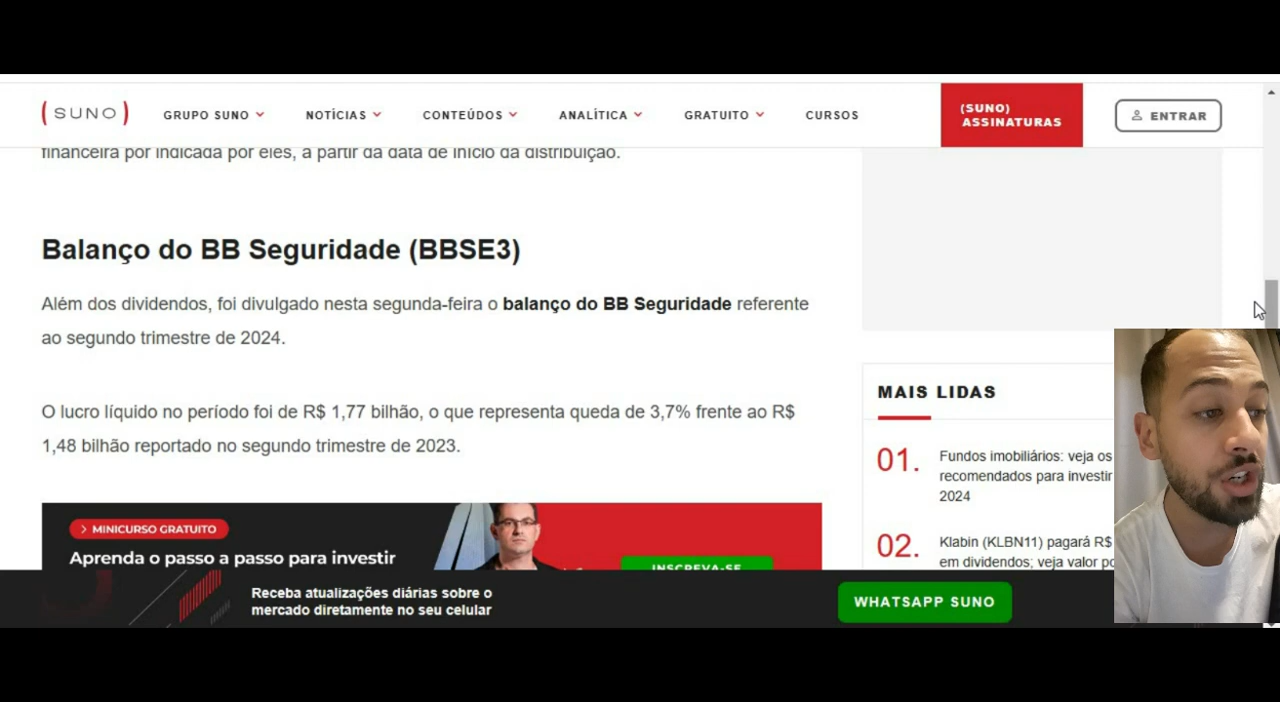 ( SUNO )
GRUPO SUNO
NOTÍCIAS
CONTEÚDOS
ANALÍTICA
GRATUITO
CURSOS
(SUNO)
ASSINATURAS
ENTRAR
financeira por indicada por eles, a partir da data de início da distribuição.
Balanço do BB Seguridade (BBSE3)
Além dos dividendos, foi divulgado nesta segunda-feira o balanço do BB Seguridade referente
ao segundo trimestre de 2024.
O lucro líquido no período foi de R$ 1,77 bilhão, o que representa queda de 3,7% frente ao R$
1,48 bilhão reportado no segundo trimestre de 2023.
MINICURSO GRATUITO
Aprenda o passo a passo para investir
INSCREVA-SE
MAIS LIDAS
01.
Fundos imobiliários: veja os
recomendados para investir
2024
02.
Klabin (KLBN11) pagará R$
em dividendos; veja valor po
Receba atualizações diárias sobre o
mercado diretamente no seu celular
WHATSAPP SUNO